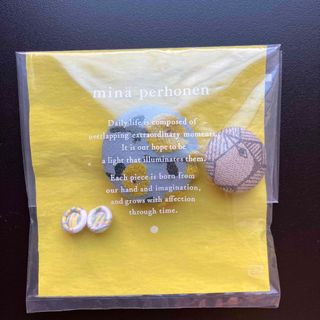 minä perhonen
Daily life is composed of
overlapping extraordinary moments.
It is our hope to be
a light that illuminates them.
Each piece is born from
our hand and imagination,
and grows with affection
through time.